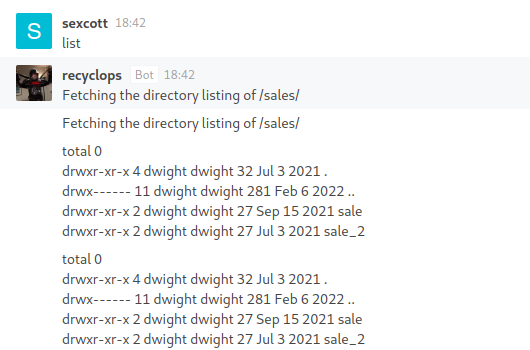 S
sexcott 18:42
list
recyclops Bot 18:42
Fetching the directory listing of /sales/
Fetching the directory listing of /sales/
total 0
drwxr-xr-x 4 dwight dwight 32 Jul 3 2021 .
drwx------ 11 dwight dwight 281 Feb 6 2022 ..
drwxr-xr-x 2 dwight dwight 27 Sep 15 2021 sale
drwxr-xr-x 2 dwight dwight 27 Jul 3 2021 sale_2
total 0
drwxr-xr-x 4 dwight dwight 32 Jul 3 2021 .
drwx------ 11 dwight dwight 281 Feb 6 2022 ..
drwxr-xr-x 2 dwight dwight 27 Sep 15 2021 sale
drwxr-xr-x 2 dwight dwight 27 Jul 3 2021 sale_2